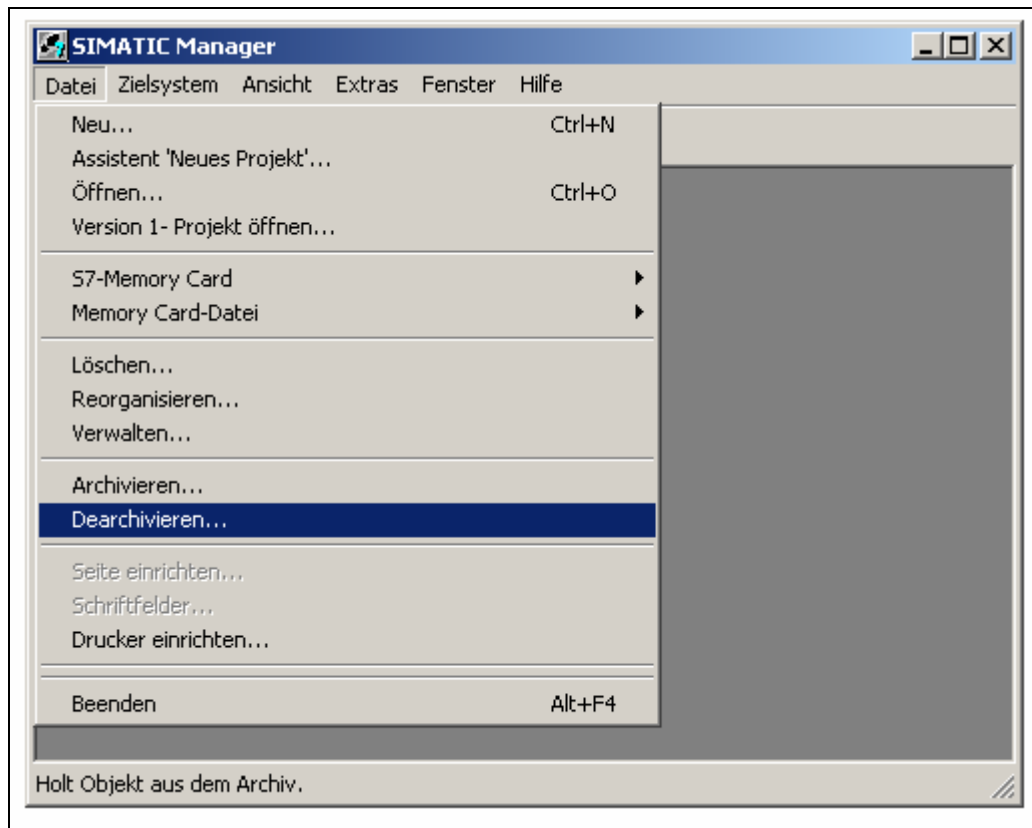 SIMATIC Manager
Datei Zielsystem Ansicht Extras Fenster Hilfe
Neu... Ctrl+N
Assistent 'Neues Projekt'...
Öffnen... Ctrl+O
Version 1- Projekt öffnen...
S7-Memory Card
Memory Card-Datei
Löschen...
Reorganisieren...
Verwalten...
Archivieren...
Dearchivieren...
Seite einrichten...
Schriftfelder...
Drucker einrichten...
Beenden Alt+F4
Holt Objekt aus dem Archiv.